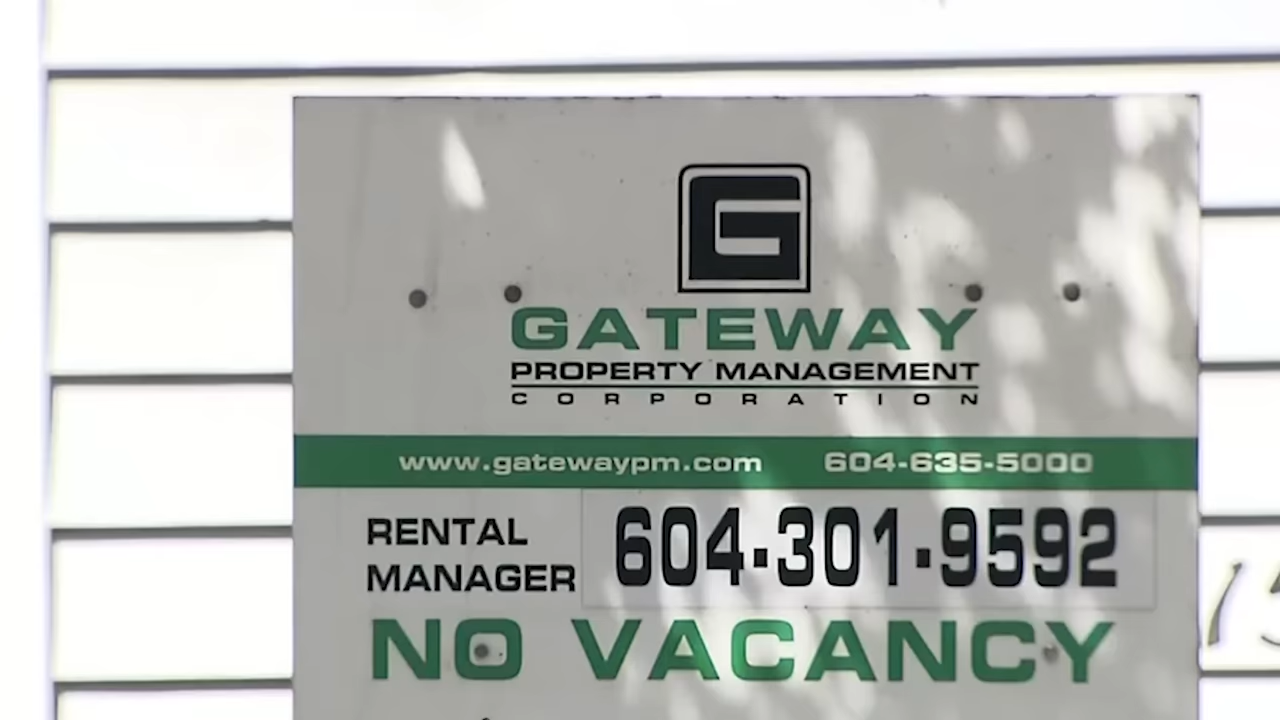 G
GATEWAY
PROPERTY MANAGEMENT
CORPORATION
www.gatewaypm.com 604-635-5000
RENTAL
MANAGER
604-301-9592
NO VACANCY